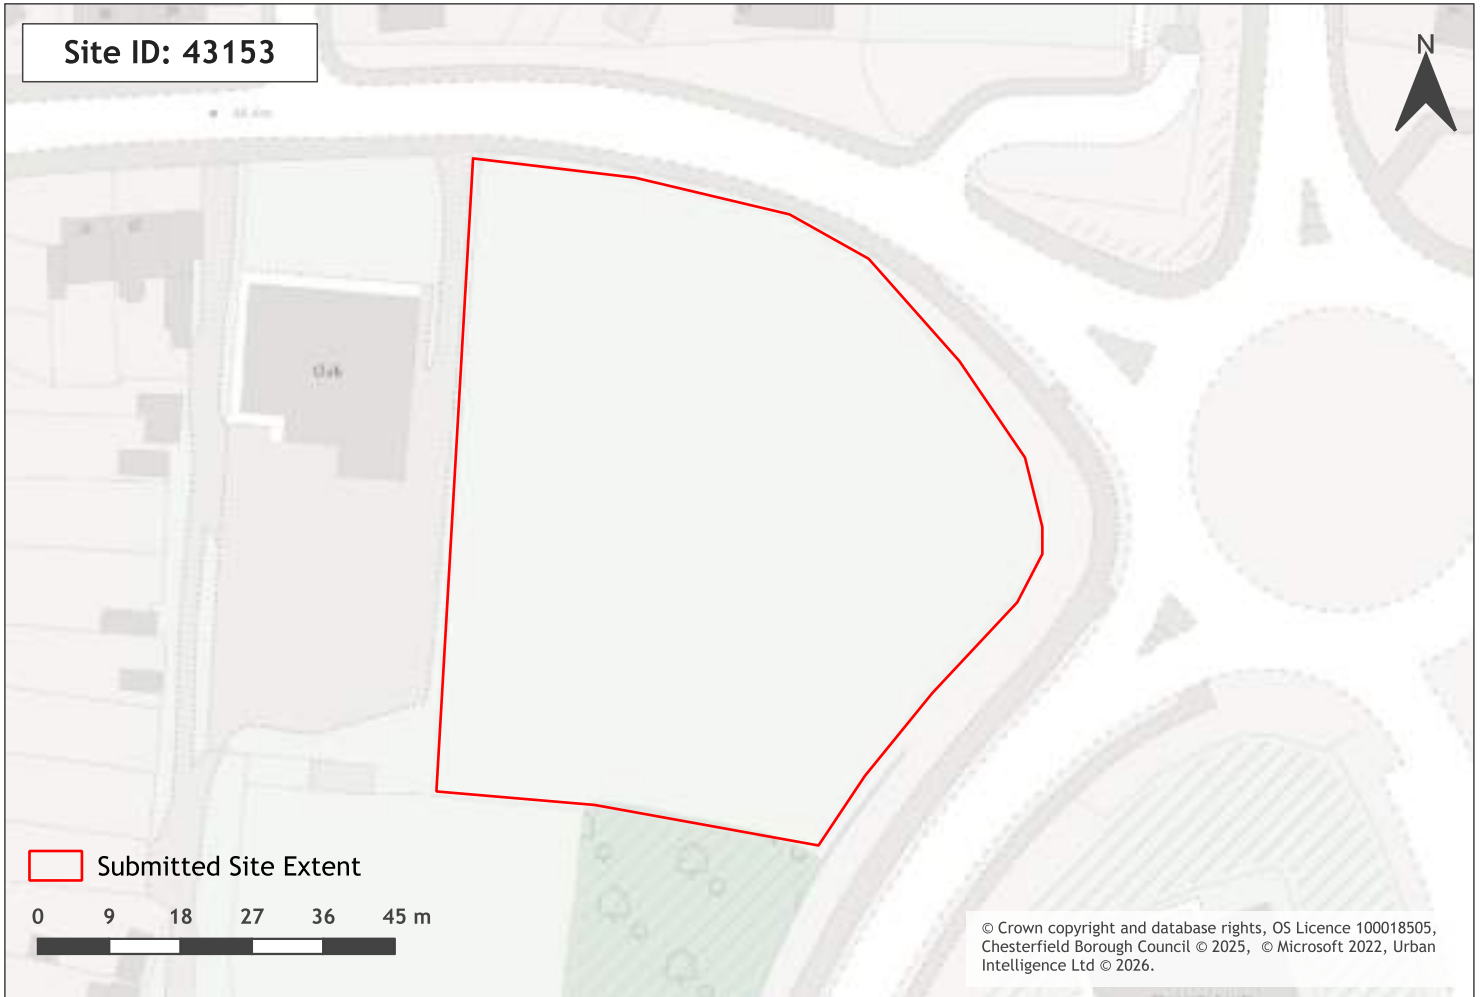 Site ID: 43153
N
Club
Submitted Site Extent
0 9 18 27 36 45 m
© Crown copyright and database rights, OS Licence 100018505,
Chesterfield Borough Council © 2025, © Microsoft 2022, Urban
Intelligence Ltd © 2026.